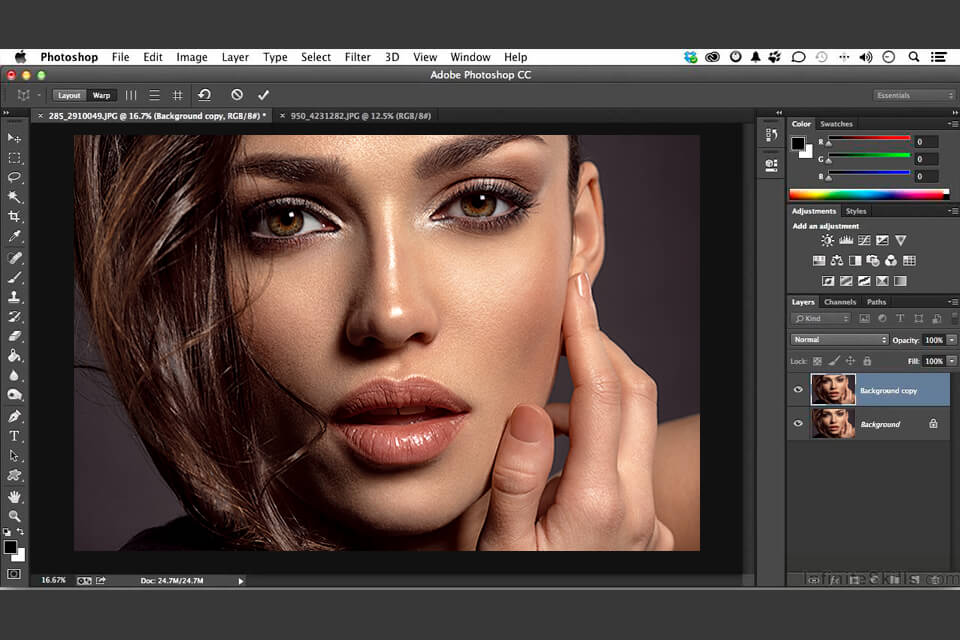 Photoshop File Edit Image Layer Type Select Filter 3D View Window Help
Adobe Photoshop CC
Layout Warp Essentials
× 285_2910049.JPG @ 16.7% (Background copy, RGB/8#) * × 950_4231282.JPG @ 12.5% (RGB/8#)
Color Swatches
R 0
G 0
B 0
Adjustments Styles
Add an adjustment
Layers Channels Paths
Kind
Normal Opacity: 100%
Lock: Fill: 100%
Background copy
Background
16.67% Doc: 24.7M/24.7M
InfiniteSkills.com